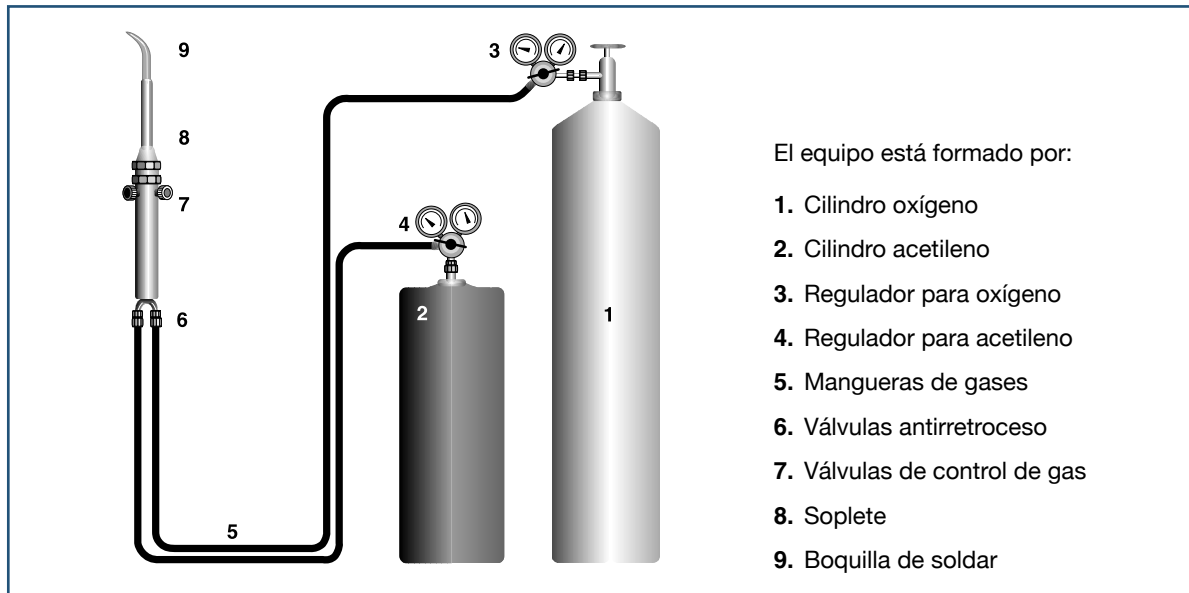 9
3
8
7
4
6
2
1
5
El equipo está formado por:
1. Cilindro oxígeno
2. Cilindro acetileno
3. Regulador para oxígeno
4. Regulador para acetileno
5. Mangueras de gases
6. Válvulas antirretroceso
7. Válvulas de control de gas
8. Soplete
9. Boquilla de soldar